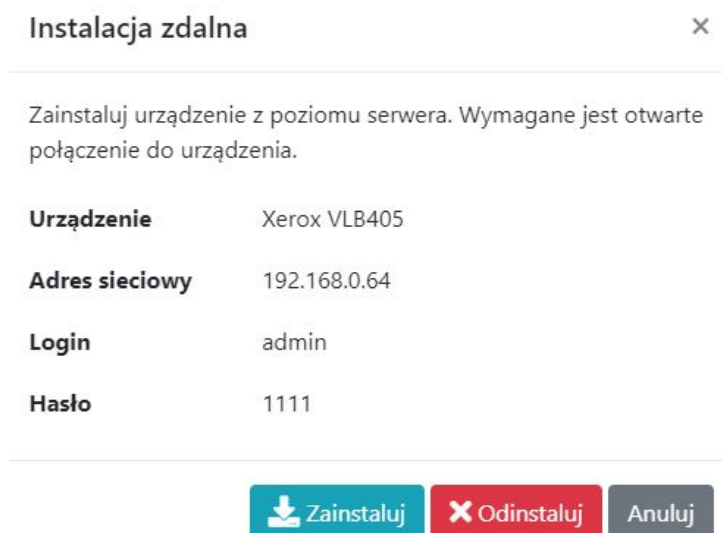 Instalacja zdalna ×
Zainstaluj urządzenie z poziomu serwera. Wymagane jest otwarte
połączenie do urządzenia.
Urządzenie Xerox VLB405
Adres sieciowy 192.168.0.64
Login admin
Hasło 1111
Zainstaluj Odinstaluj Anuluj